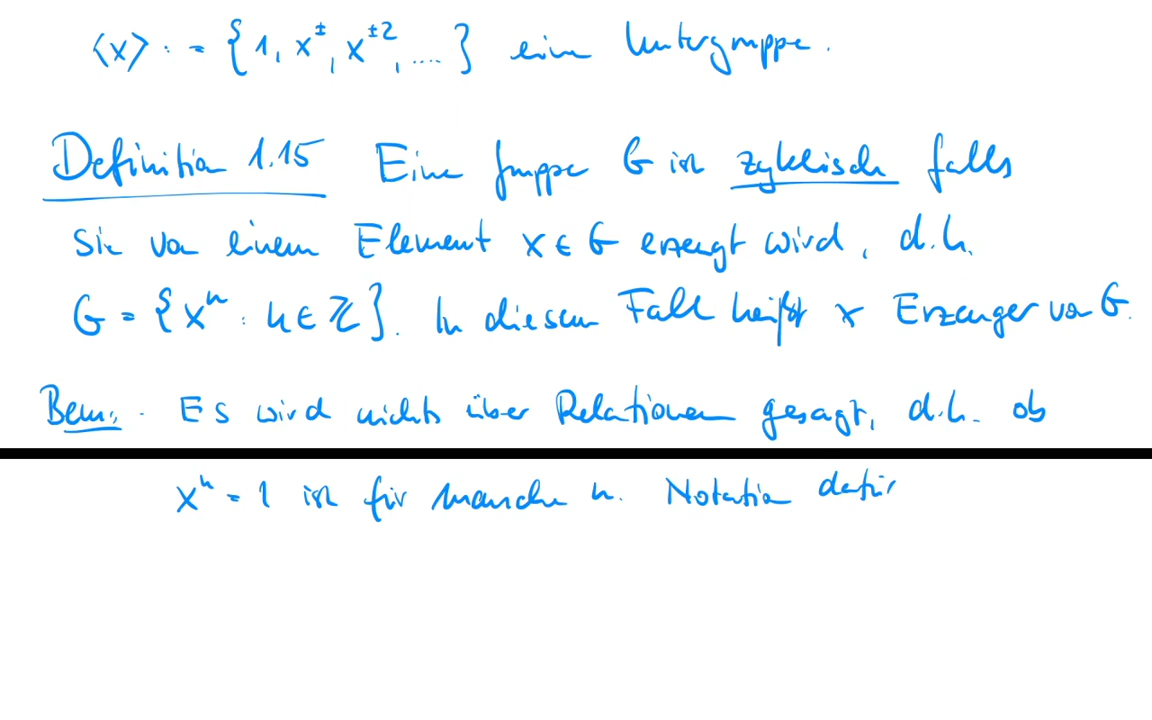 ⟨x⟩ := {1, x^±, x^±2, ....} eine Untergruppe.
Definition 1.15 Eine Gruppe G ist zyklisch falls
Sie von einem Element x ∈ G erzeugt wird, d.h.
G = {x^n : n ∈ ℤ}. In diesem Fall heißt x Erzeuger von G.
Bem: . Es wird nichts über Relationen gesagt, d.h. ob
x^n = 1 ist für manche n. Notation dafür